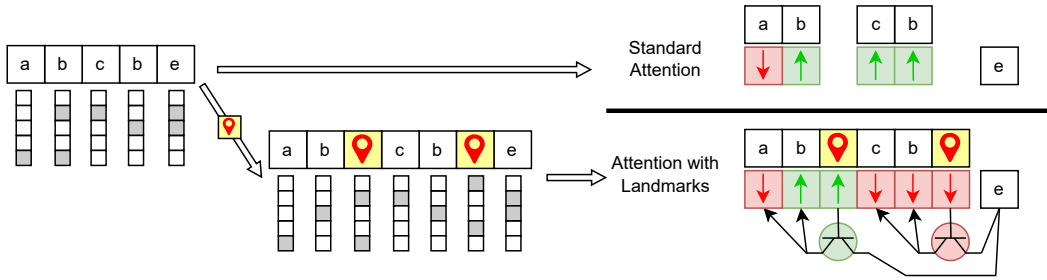 a b c b e
a b c b e
Standard
Attention
a b c b
e
Attention with
Landmarks
a b c b
e